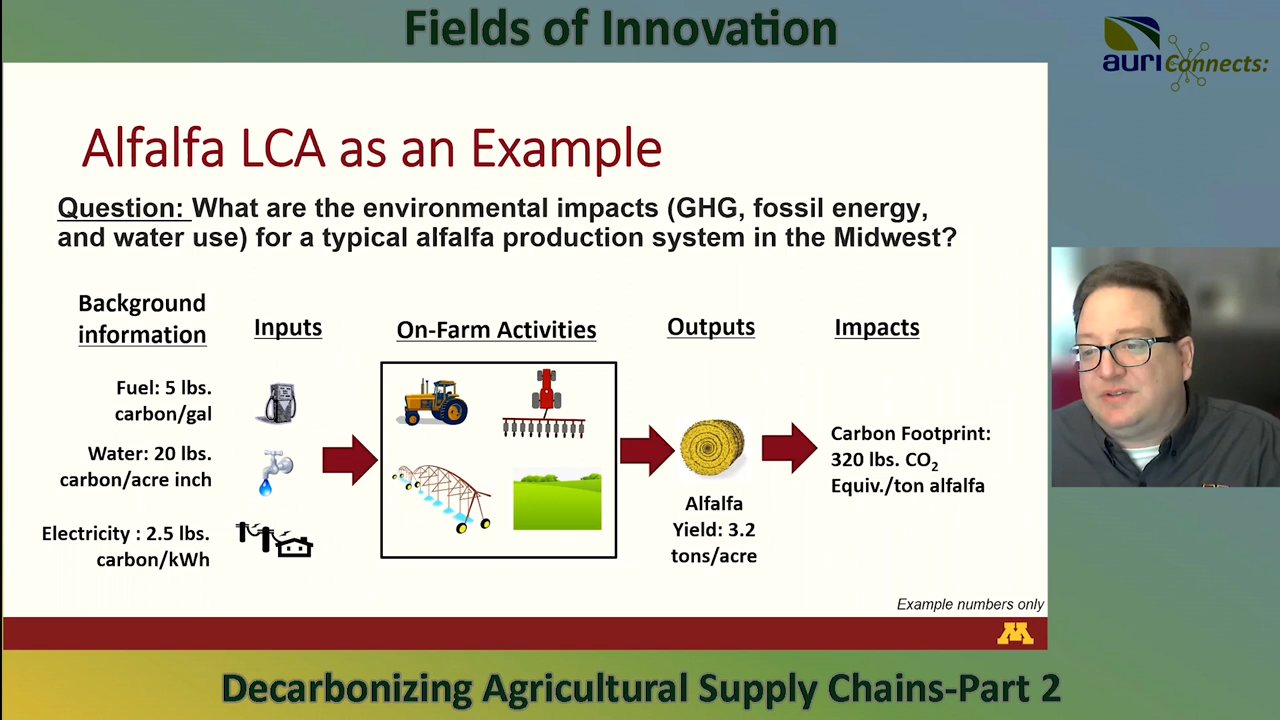 Fields of Innovation
auri Connects:
Alfalfa LCA as an Example
Question: What are the environmental impacts (GHG, fossil energy,
and water use) for a typical alfalfa production system in the Midwest?
Background
information
Inputs
On-Farm Activities
Outputs
Impacts
Fuel: 5 lbs.
carbon/gal
Water: 20 lbs.
carbon/acre inch
Electricity : 2.5 lbs.
carbon/kWh
Alfalfa
Yield: 3.2
tons/acre
Carbon Footprint:
320 lbs. CO₂
Equiv./ton alfalfa
Example numbers only
M
Decarbonizing Agricultural Supply Chains-Part 2